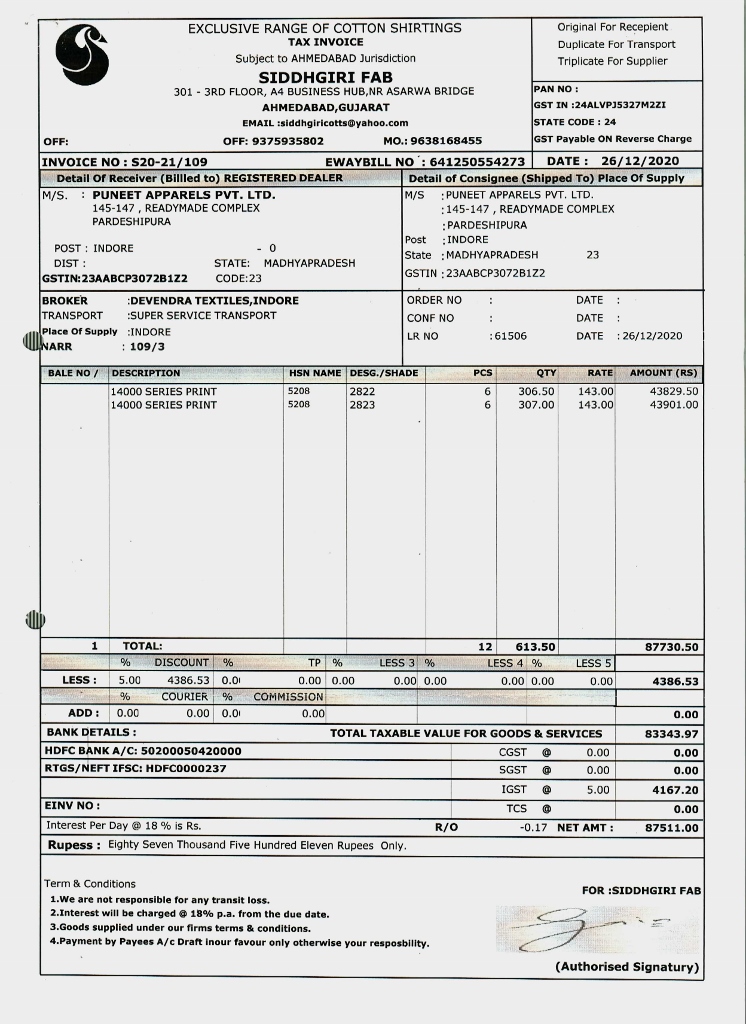 EXCLUSIVE RANGE OF COTTON SHIRTINGS
TAX INVOICE
Subject to AHMEDABAD Jurisdiction
SIDDHGIRI FAB
301 - 3RD FLOOR, A4 BUSINESS HUB,NR ASARWA BRIDGE
AHMEDABAD,GUJARAT
EMAIL :siddhgiricotts@yahoo.com
OFF: OFF: 9375935802 MO.: 9638168455
Original For Recepient
Duplicate For Transport
Triplicate For Supplier
PAN NO :
GST IN :24ALVPJ5327M2ZI
STATE CODE : 24
GST Payable ON Reverse Charge
INVOICE NO : S20-21/109 EWAYBILL NO : 641250554273 DATE : 26/12/2020
Detail Of Receiver (Billled to) REGISTERED DEALER
M/S. : PUNEET APPARELS PVT. LTD.
145-147 , READYMADE COMPLEX
PARDESHIPURA
POST : INDORE - 0
DIST : STATE: MADHYAPRADESH
GSTIN:23AABCP3072B1Z2 CODE:23
Detail of Consignee (Shipped To) Place Of Supply
M/S :PUNEET APPARELS PVT. LTD.
:145-147 , READYMADE COMPLEX
:PARDESHIPURA
Post :INDORE
State :MADHYAPRADESH 23
GSTIN :23AABCP3072B1Z2
BROKER :DEVENDRA TEXTILES,INDORE
TRANSPORT :SUPER SERVICE TRANSPORT
Place Of Supply :INDORE
NARR : 109/3
ORDER NO : DATE :
CONF NO : DATE :
LR NO :61506 DATE :26/12/2020
BALE NO / DESCRIPTION HSN NAME DESG./SHADE PCS QTY RATE AMOUNT (RS)
14000 SERIES PRINT 5208 2822 6 306.50 143.00 43829.50
14000 SERIES PRINT 5208 2823 6 307.00 143.00 43901.00
1 TOTAL: 12 613.50 87730.50
% DISCOUNT % TP % LESS 3 % LESS 4 % LESS 5
LESS : 5.00 4386.53 0.0 0.00 0.00 0.00 0.00 0.00 0.00 0.00 4386.53
% COURIER % COMMISSION
ADD : 0.00 0.00 0.0 0.00 0.00
BANK DETAILS : TOTAL TAXABLE VALUE FOR GOODS & SERVICES 83343.97
HDFC BANK A/C: 50200050420000 CGST @ 0.00 0.00
RTGS/NEFT IFSC: HDFC0000237 SGST @ 0.00 0.00
IGST @ 5.00 4167.20
EINV NO : TCS @ 0.00
Interest Per Day @ 18 % is Rs. R/O -0.17 NET AMT : 87511.00
Rupess : Eighty Seven Thousand Five Hundred Eleven Rupees Only.
Term & Conditions
1.We are not responsible for any transit loss.
2.Interest will be charged @ 18% p.a. from the due date.
3.Goods supplied under our firms terms & conditions.
4.Payment by Payees A/c Draft inour favour only otherwise your resposbility.
FOR :SIDDHGIRI FAB
(Authorised Signatury)